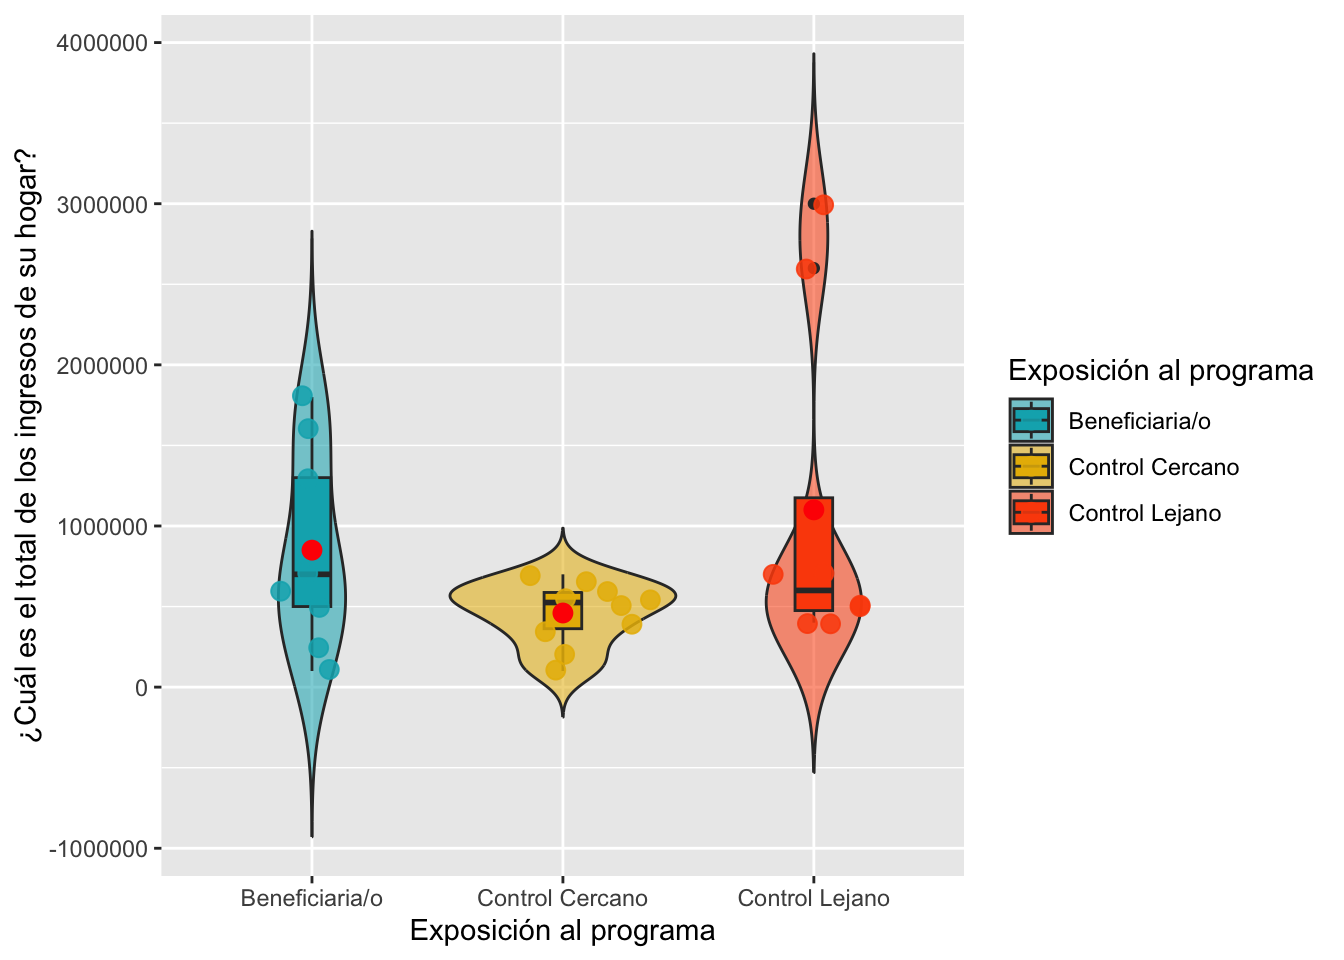 ¿Cuál es el total de los ingresos de su hogar?
4000000
3000000
2000000
1000000
0
-1000000
Beneficiaria/o
Control Cercano
Control Lejano
Exposición al programa
Exposición al programa
Beneficiaria/o
Control Cercano
Control Lejano